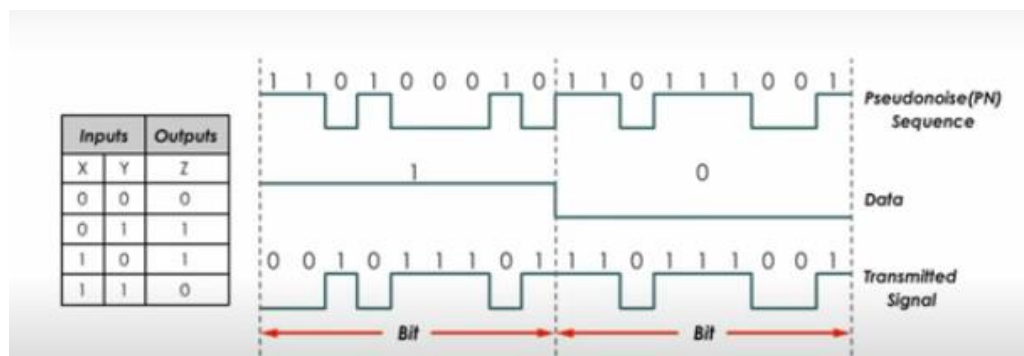 1 1 0 1 0 0 0 1 0 1 1 0 1 1 1 0 0 1
Pseudonoise(PN)
Sequence
Inputs Outputs
X Y Z
0 0 0
0 1 1
1 0 1
1 1 0
1 0
Data
0 0 1 0 1 1 1 0 1 1 1 0 1 1 1 0 0 1
Transmitted
Signal
Bit Bit